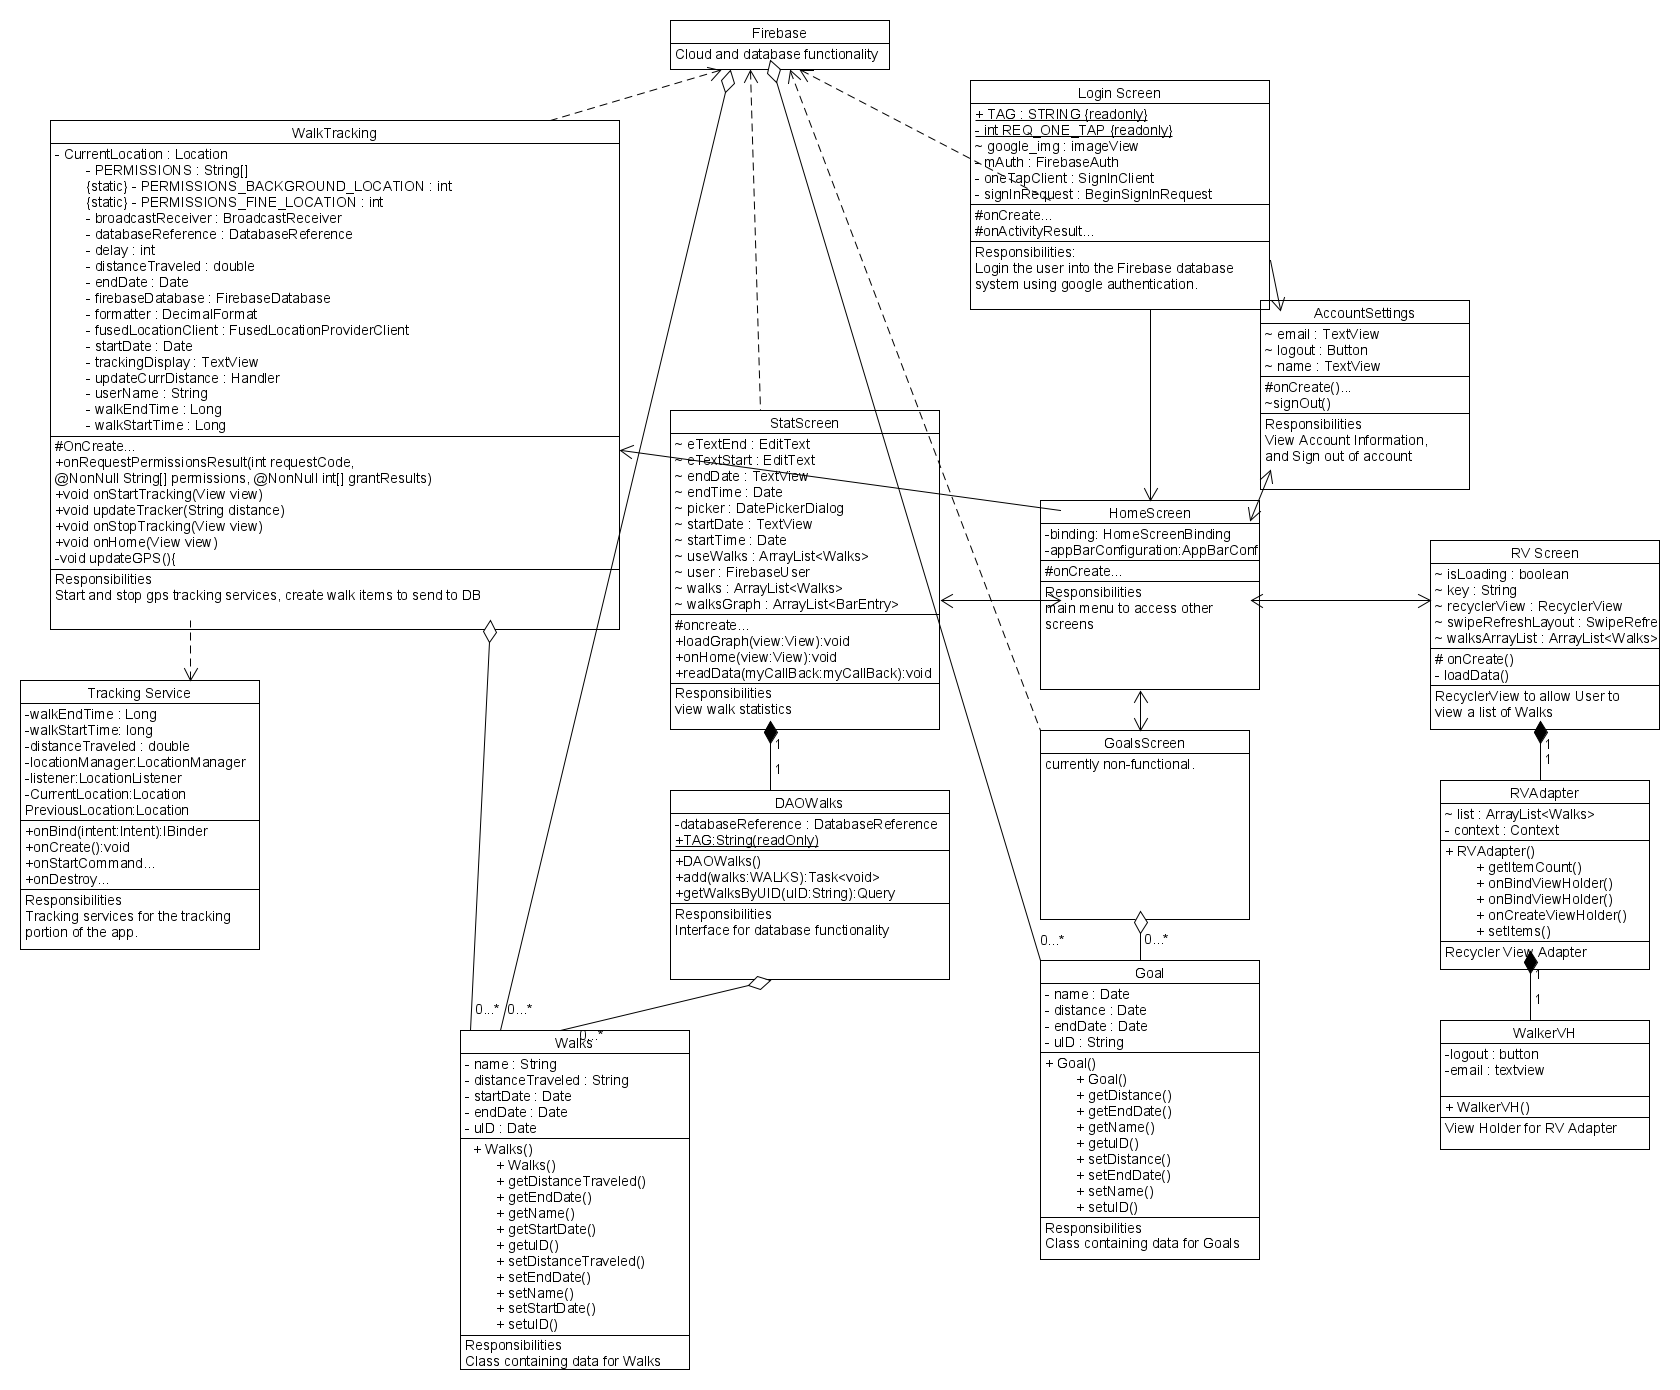 Firebase
Cloud and database functionality
Login Screen
+ TAG : STRING {readonly}
- int REQ_ONE_TAP {readonly}
~ google_img : imageView
- mAuth : FirebaseAuth
- oneTapClient : SignInClient
- signInRequest : BeginSignInRequest
#onCreate...
#onActivityResult...
Responsibilities:
Login the user into the Firebase database
system using google authentication.
WalkTracking
- CurrentLocation : Location
- PERMISSIONS : String[]
{static} - PERMISSIONS_BACKGROUND_LOCATION : int
{static} - PERMISSIONS_FINE_LOCATION : int
- broadcastReceiver : BroadcastReceiver
- databaseReference : DatabaseReference
- delay : int
- distanceTraveled : double
- endDate : Date
- firebaseDatabase : FirebaseDatabase
- formatter : DecimalFormat
- fusedLocationClient : FusedLocationProviderClient
- startDate : Date
- trackingDisplay : TextView
- updateCurrDistance : Handler
- userName : String
- walkEndTime : Long
- walkStartTime : Long
#OnCreate...
+onRequestPermissionsResult(int requestCode,
@NonNull String[] permissions, @NonNull int[] grantResults)
+void onStartTracking(View view)
+void updateTracker(String distance)
+void onStopTracking(View view)
+void onHome(View view)
-void updateGPS(){
Responsibilities
Start and stop gps tracking services, create walk items to send to DB
AccountSettings
~ email : TextView
~ logout : Button
~ name : TextView
#onCreate()...
~signOut()
Responsibilities
View Account Information,
and Sign out of account
StatScreen
~ eTextEnd : EditText
~ eTextStart : EditText
~ endDate : TextView
~ endTime : Date
~ picker : DatePickerDialog
~ startDate : TextView
~ startTime : Date
~ useWalks : ArrayList<Walks>
~ user : FirebaseUser
~ walks : ArrayList<Walks>
~ walksGraph : ArrayList<BarEntry>
#oncreate...
+loadGraph(view:View):void
+onHome(view:View):void
+readData(myCallBack:myCallBack):void
Responsibilities
view walk statistics
1
1
HomeScreen
-binding: HomeScreenBinding
-appBarConfiguration:AppBarConf
#onCreate...
Responsibilities
main menu to access other
screens
RV Screen
~ isLoading : boolean
~ key : String
~ recyclerView : RecyclerView
~ swipeRefreshLayout : SwipeRefre
~ walksArrayList : ArrayList<Walks>
# onCreate()
- loadData()
RecyclerView to allow User to
view a list of Walks
1
1
Tracking Service
-walkEndTime : Long
-walkStartTime: long
-distanceTraveled : double
-locationManager:LocationManager
-listener:LocationListener
-CurrentLocation:Location
PreviousLocation:Location
+onBind(intent:Intent):IBinder
+onCreate():void
+onStartCommand...
+onDestroy...
Responsibilities
Tracking services for the tracking
portion of the app.
GoalsScreen
currently non-functional.
0...*
0...*
DAOWalks
-databaseReference : DatabaseReference
+TAG:String(readOnly)
+DAOWalks()
+add(walks:WALKS):Task<void>
+getWalksByUID(uID:String):Query
Responsibilities
Interface for database functionality
RVAdapter
~ list : ArrayList<Walks>
- context : Context
+ RVAdapter()
+ getItemCount()
+ onBindViewHolder()
+ onBindViewHolder()
+ onCreateViewHolder()
+ setItems()
Recycler View Adapter
1
1
Goal
- name : Date
- distance : Date
- endDate : Date
- uID : String
+ Goal()
+ Goal()
+ getDistance()
+ getEndDate()
+ getName()
+ getuID()
+ setDistance()
+ setEndDate()
+ setName()
+ setuID()
Responsibilities
Class containing data for Goals
WalkerVH
-logout : button
-email : textview
+ WalkerVH()
View Holder for RV Adapter
0...*
0...*
0...*
Walks
- name : String
- distanceTraveled : String
- startDate : Date
- endDate : Date
- uID : Date
+ Walks()
+ Walks()
+ getDistanceTraveled()
+ getEndDate()
+ getName()
+ getStartDate()
+ getuID()
+ setDistanceTraveled()
+ setEndDate()
+ setName()
+ setStartDate()
+ setuID()
Responsibilities
Class containing data for Walks